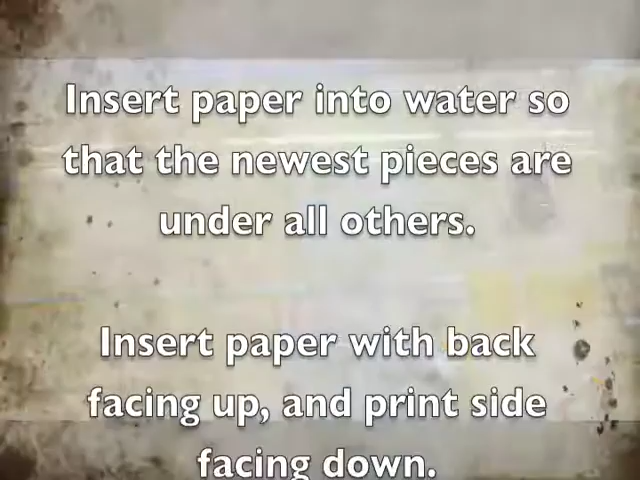 Insert paper into water so
that the newest pieces are
under all others.
Insert paper with back
facing up, and print side
facing down.